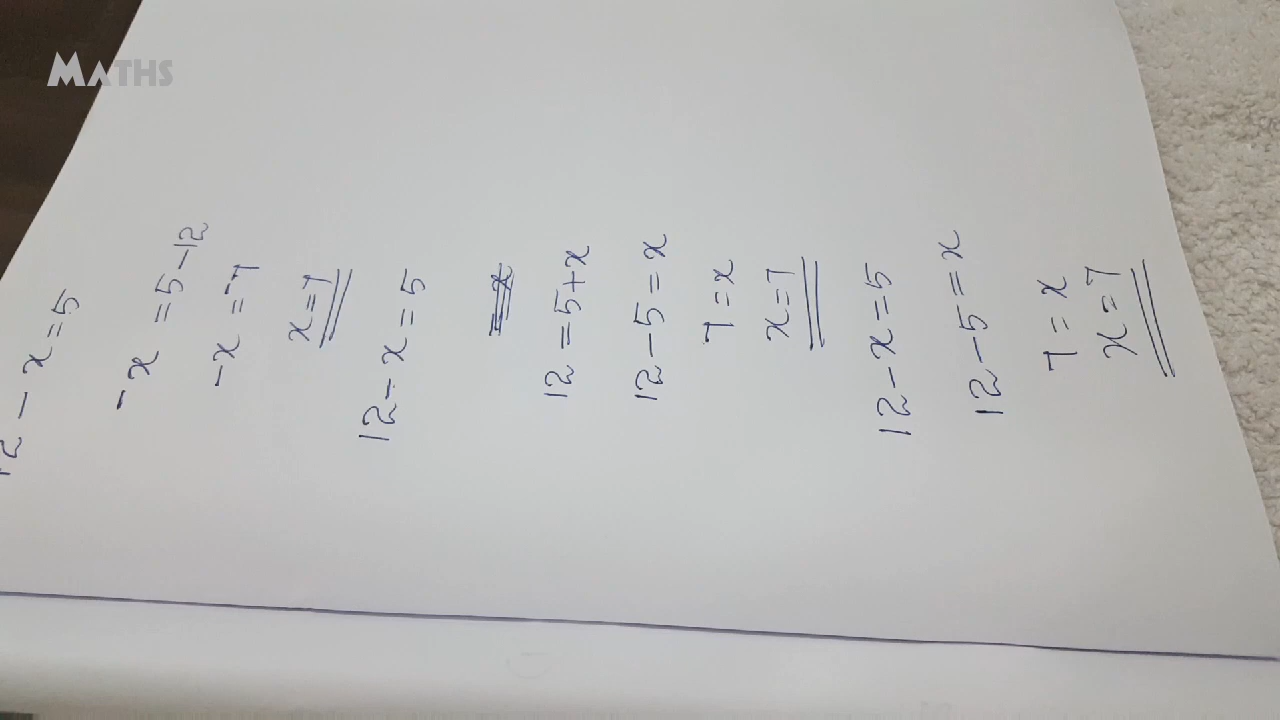 MATHS
12 - x = 5
-x = 5-12
-x = -7
x = 7
12 - x = 5
12 = 5+x
12 - 5 = x
7 = x
x = 7
12 - x = 5
12 - 5 = x
7 = x
x = 7